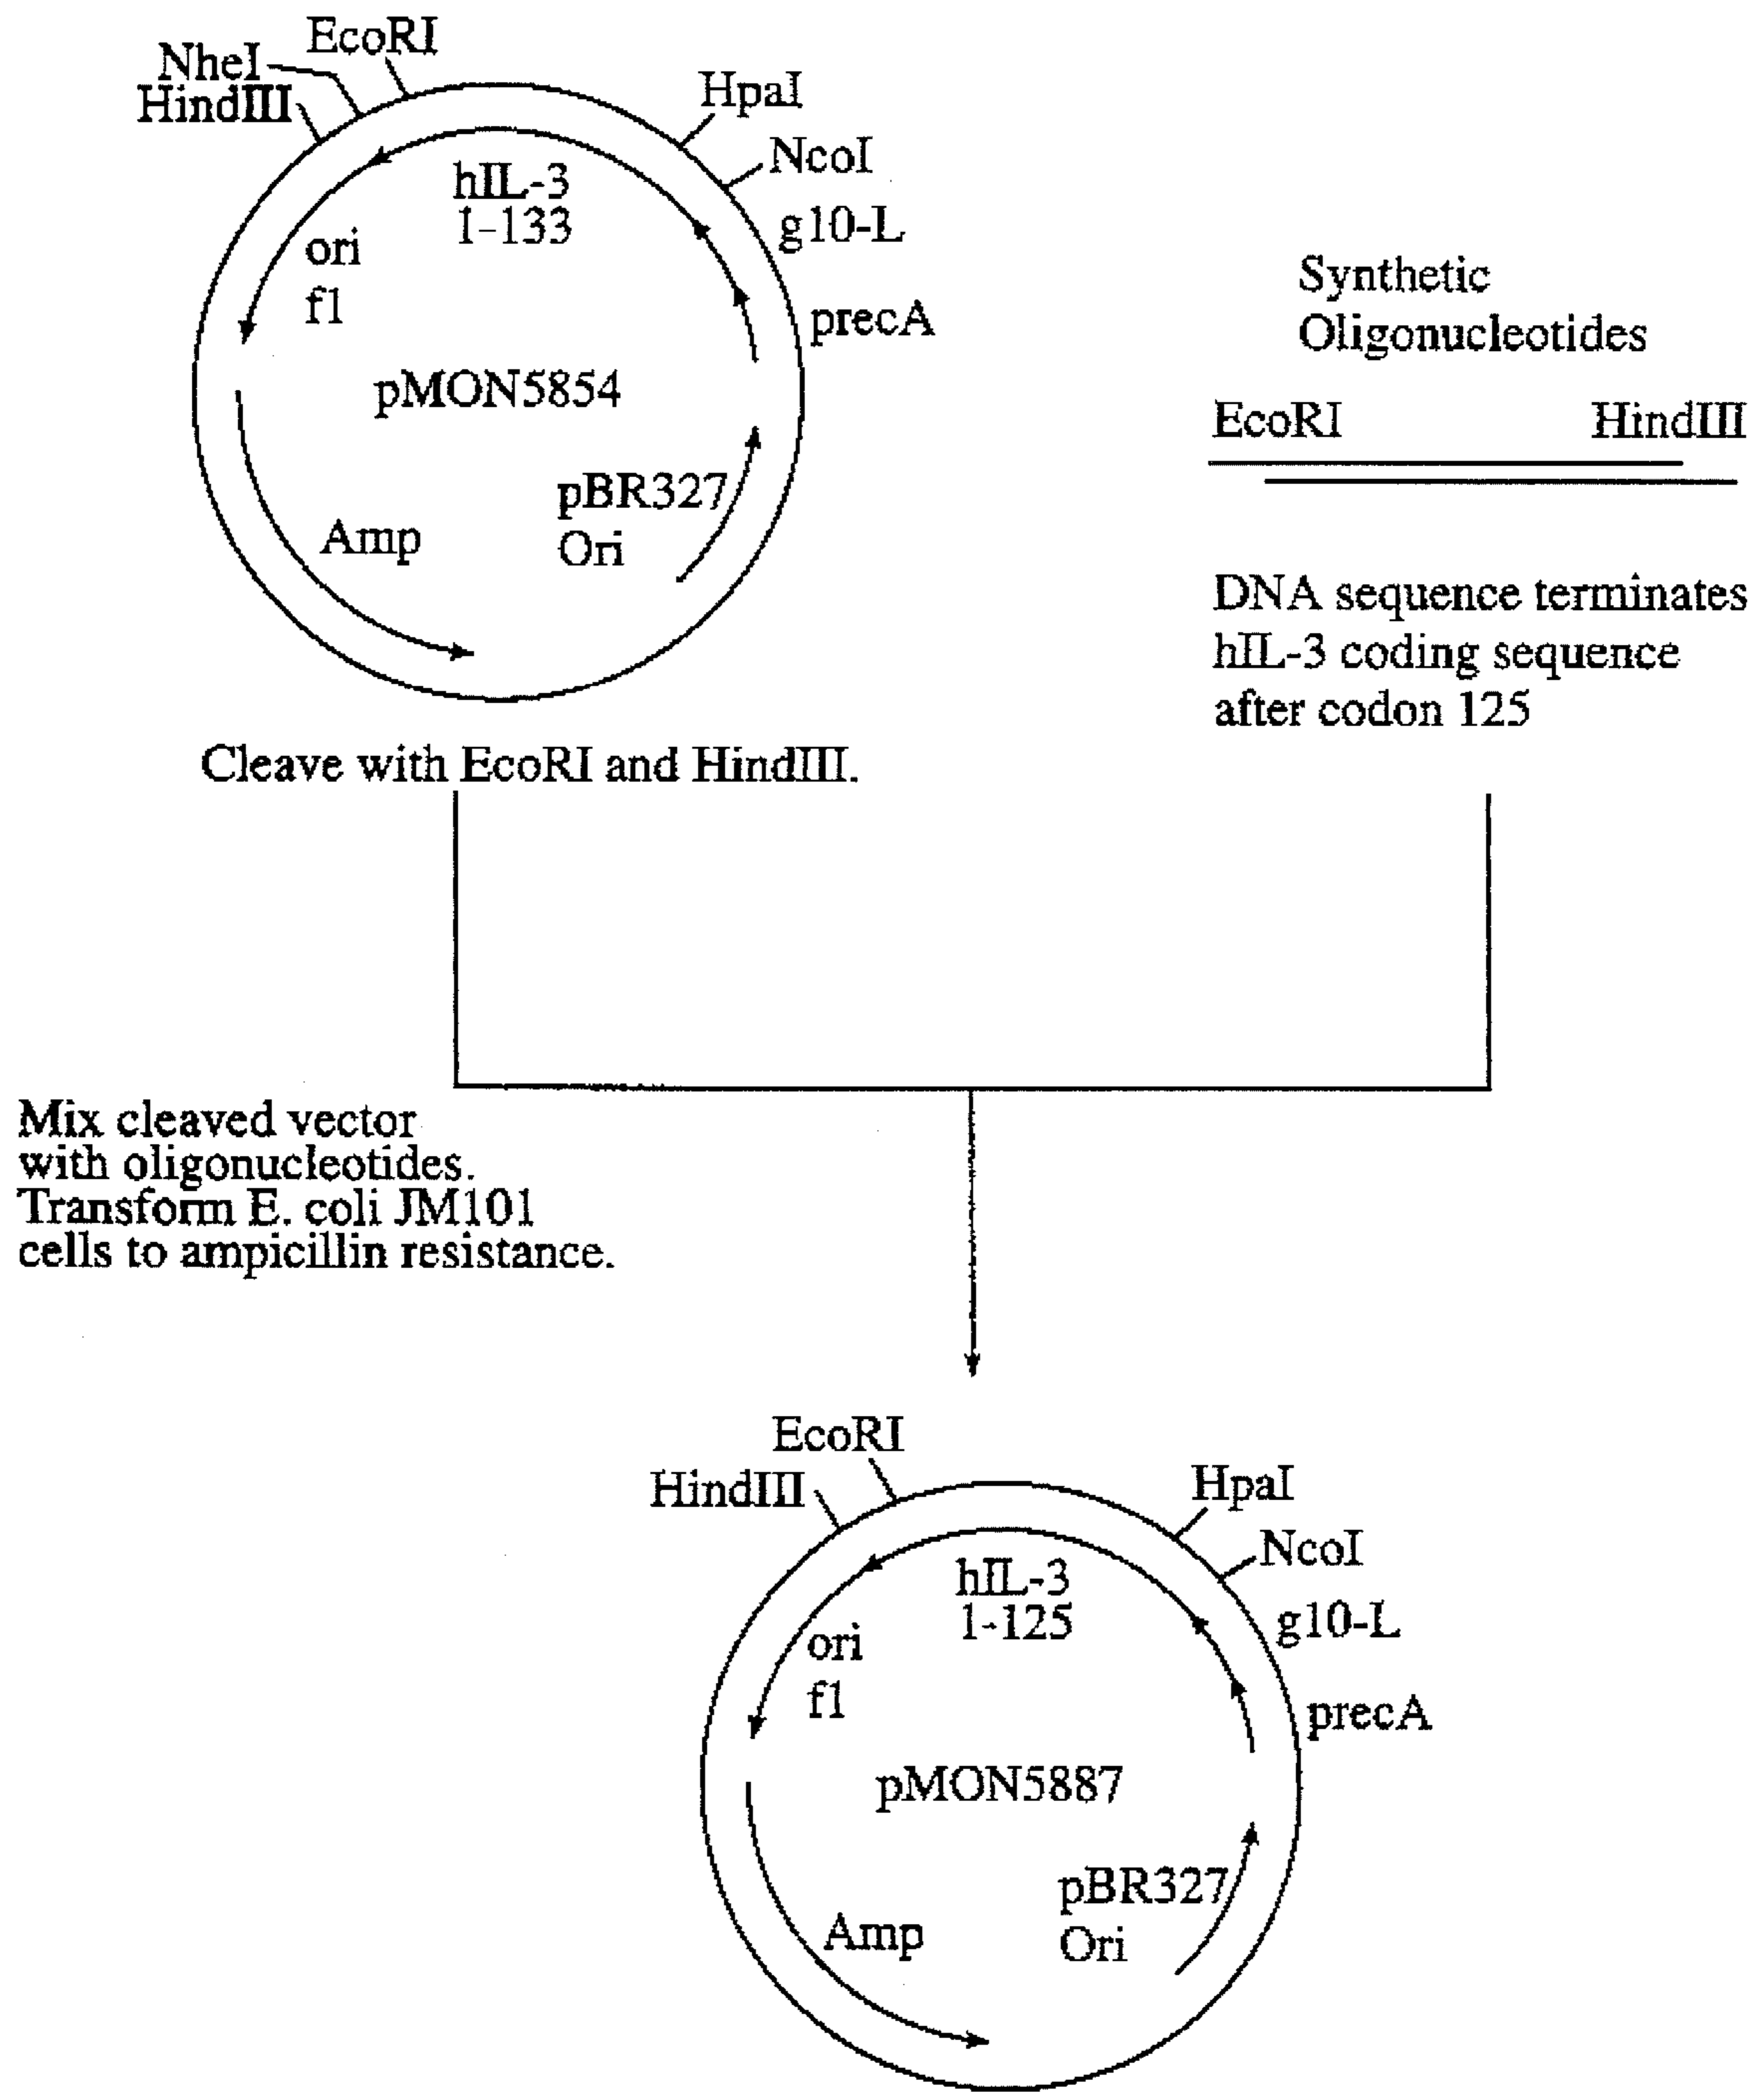 EcoRI
NheI
HindIII
HpaI
NcoI
hIL-3
1-133
g10-L
ori
f1
precA
pMON5854
pBR327
Ori
Amp
Synthetic
Oligonucleotides
EcoRI HindIII
DNA sequence terminates
hIL-3 coding sequence
after codon 125
Cleave with EcoRI and HindIII.
Mix cleaved vector
with oligonucleotides.
Transform E. coli JM101
cells to ampicillin resistance.
EcoRI
HindIII
HpaI
NcoI
hIL-3
1-125
g10-L
ori
f1
precA
pMON5887
pBR327
Ori
Amp